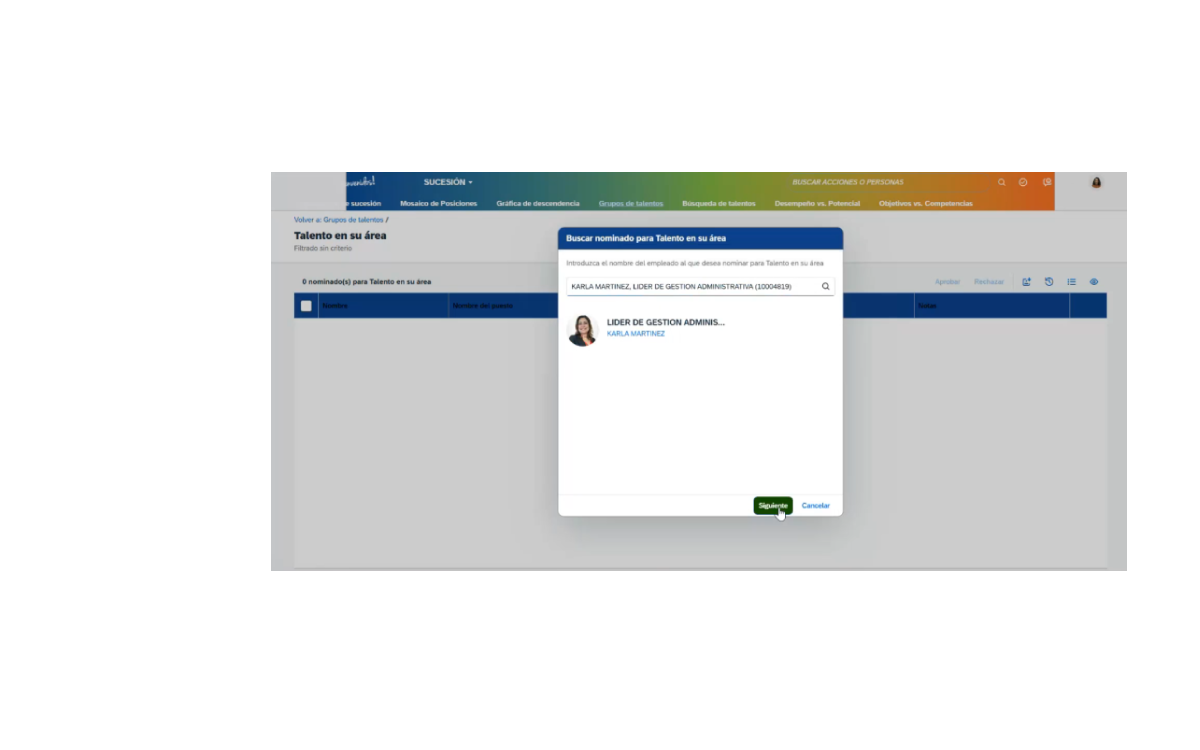 SUCESIÓN
BUSCAR ACCIONES O PERSONAS
e sucesión Mosaico de Posiciones Gráfica de descendencia Grupos de talentos Búsqueda de talentos Desempeño vs. Potencial Objetivos vs. Competencias
Volver a: Grupos de talentos /
Talento en su área
Filtrado sin criterio
Buscar nominado para Talento en su área
Introduzca el nombre del empleado al que desea nominar para Talento en su área
0 nominado(s) para Talento en su área
Aprobar Rechazar
KARLA MARTINEZ, LIDER DE GESTION ADMINISTRATIVA (10004819)
Nombre Nombre del puesto Notas
LIDER DE GESTION ADMINIS...
KARLA MARTINEZ
Siguiente Cancelar